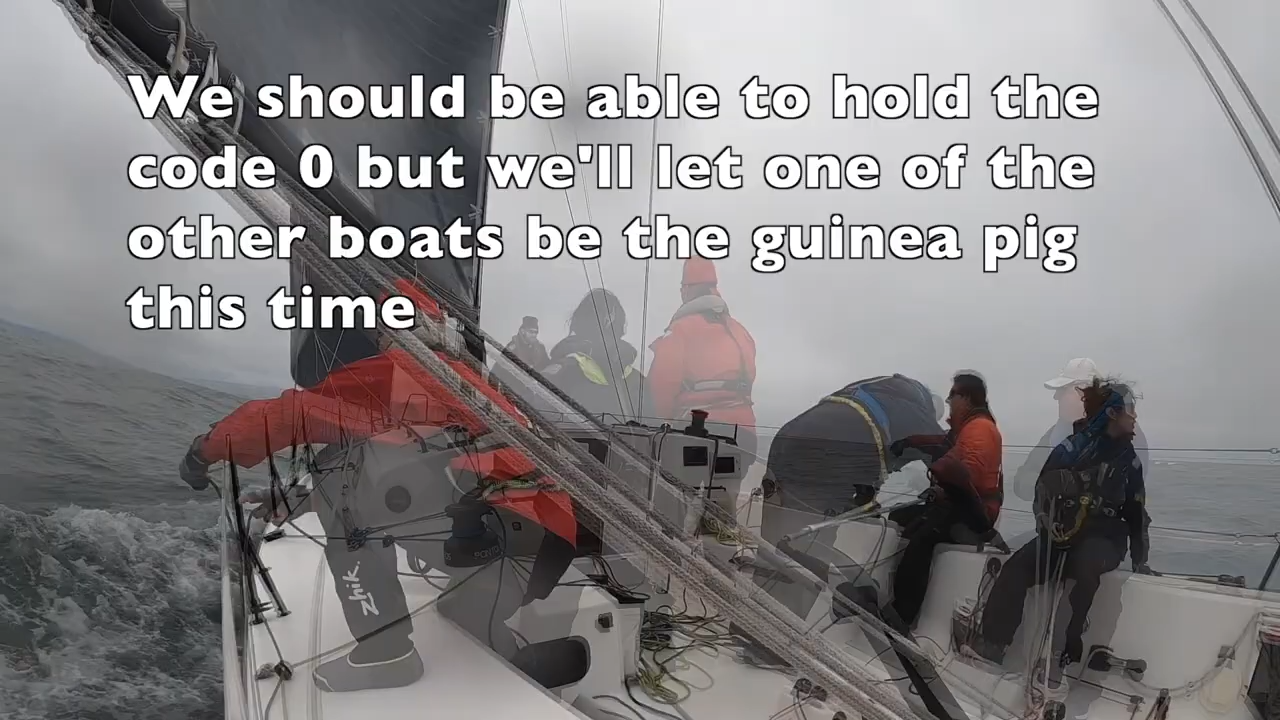 We should be able to hold the
code 0 but we'll let one of the
other boats be the guinea pig
this time
zhik.